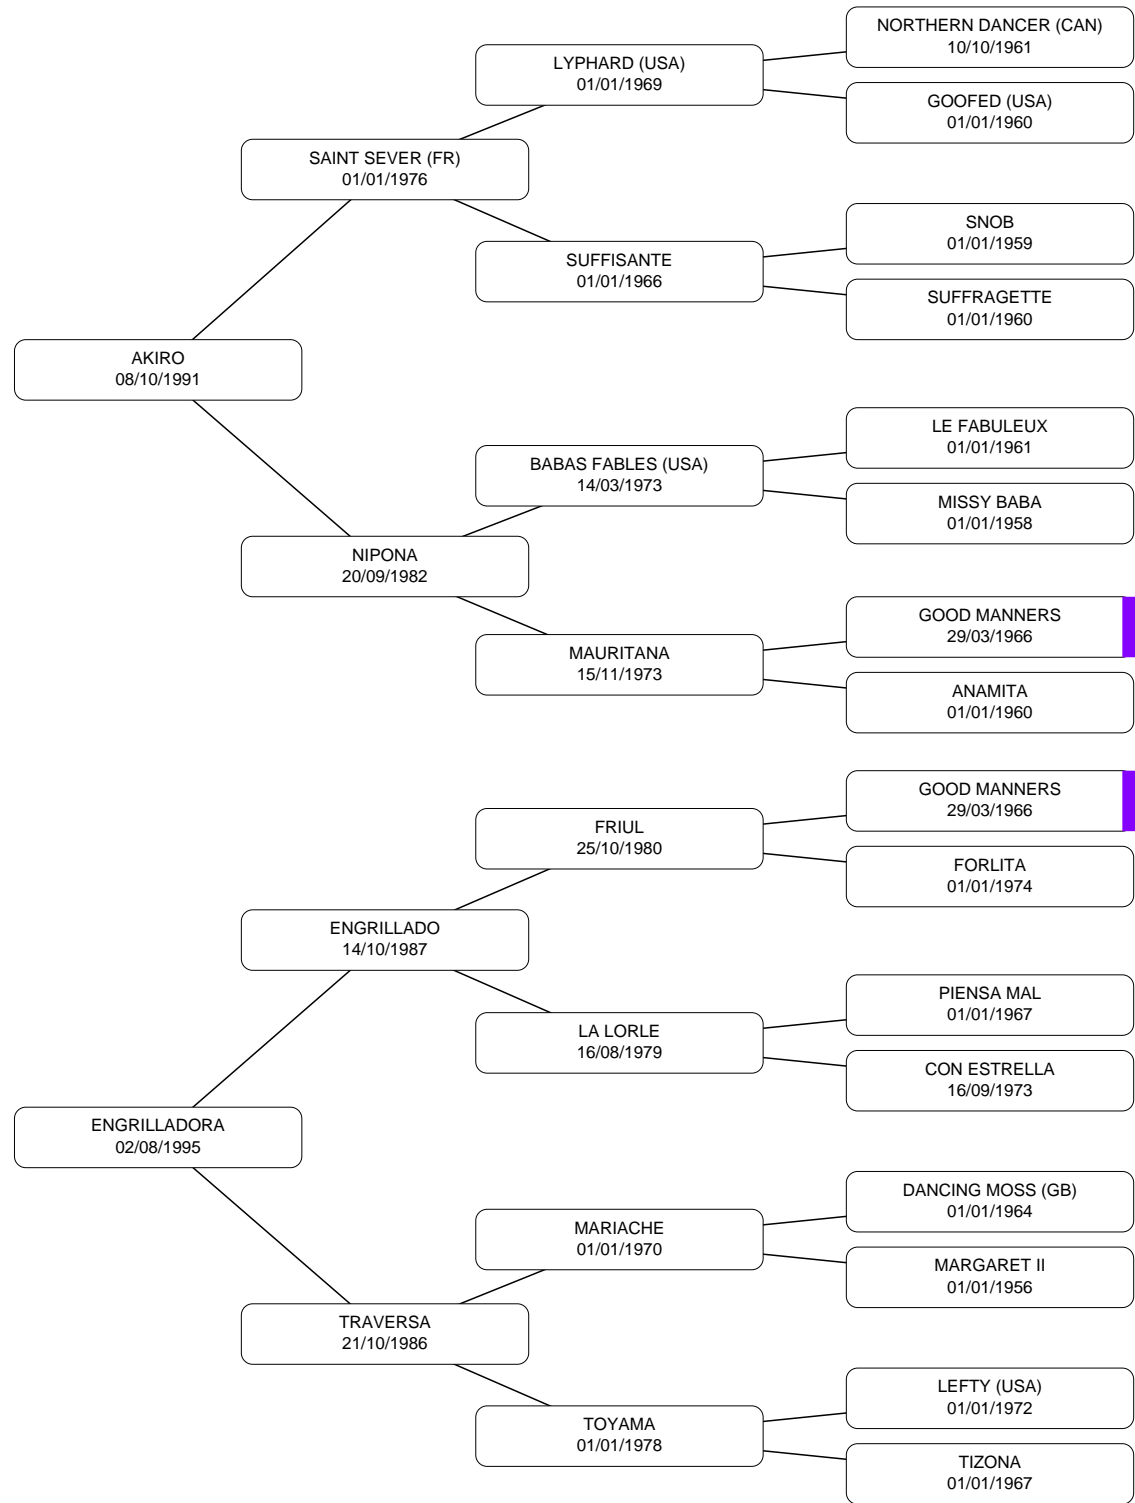 NORTHERN DANCER (CAN)
10/10/1961
LYPHARD (USA)
01/01/1969
GOOFED (USA)
01/01/1960
SAINT SEVER (FR)
01/01/1976
SNOB
01/01/1959
SUFFISANTE
01/01/1966
SUFFRAGETTE
01/01/1960
AKIRO
08/10/1991
LE FABULEUX
01/01/1961
BABAS FABLES (USA)
14/03/1973
MISSY BABA
01/01/1958
NIPONA
20/09/1982
GOOD MANNERS
29/03/1966
MAURITANA
15/11/1973
ANAMITA
01/01/1960
GOOD MANNERS
29/03/1966
FRIUL
25/10/1980
FORLITA
01/01/1974
ENGRILLADO
14/10/1987
PIENSA MAL
01/01/1967
LA LORLE
16/08/1979
CON ESTRELLA
16/09/1973
ENGRILLADORA
02/08/1995
DANCING MOSS (GB)
01/01/1964
MARIACHE
01/01/1970
MARGARET II
01/01/1956
TRAVERSA
21/10/1986
LEFTY (USA)
01/01/1972
TOYAMA
01/01/1978
TIZONA
01/01/1967